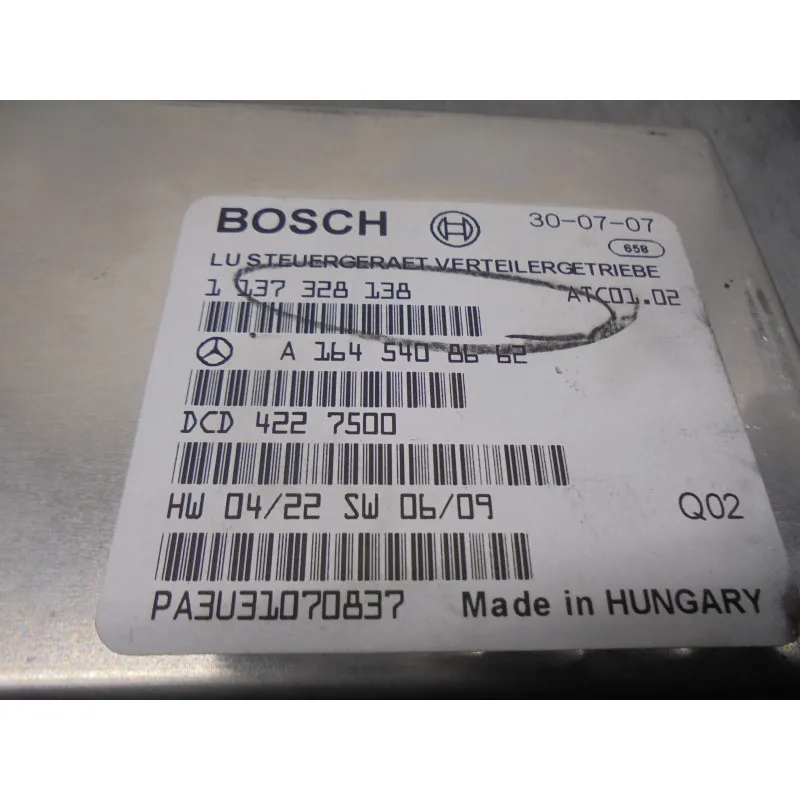 BOSCH 30-07-07
658
LU STEUERGERAET VERTEILERGETRIEBE
1 137 328 138 ATC01.02
A 164 540 86 62
DCD 422 7500
HW 04/22 SW 06/09 Q02
PA3U31070837 Made in HUNGARY